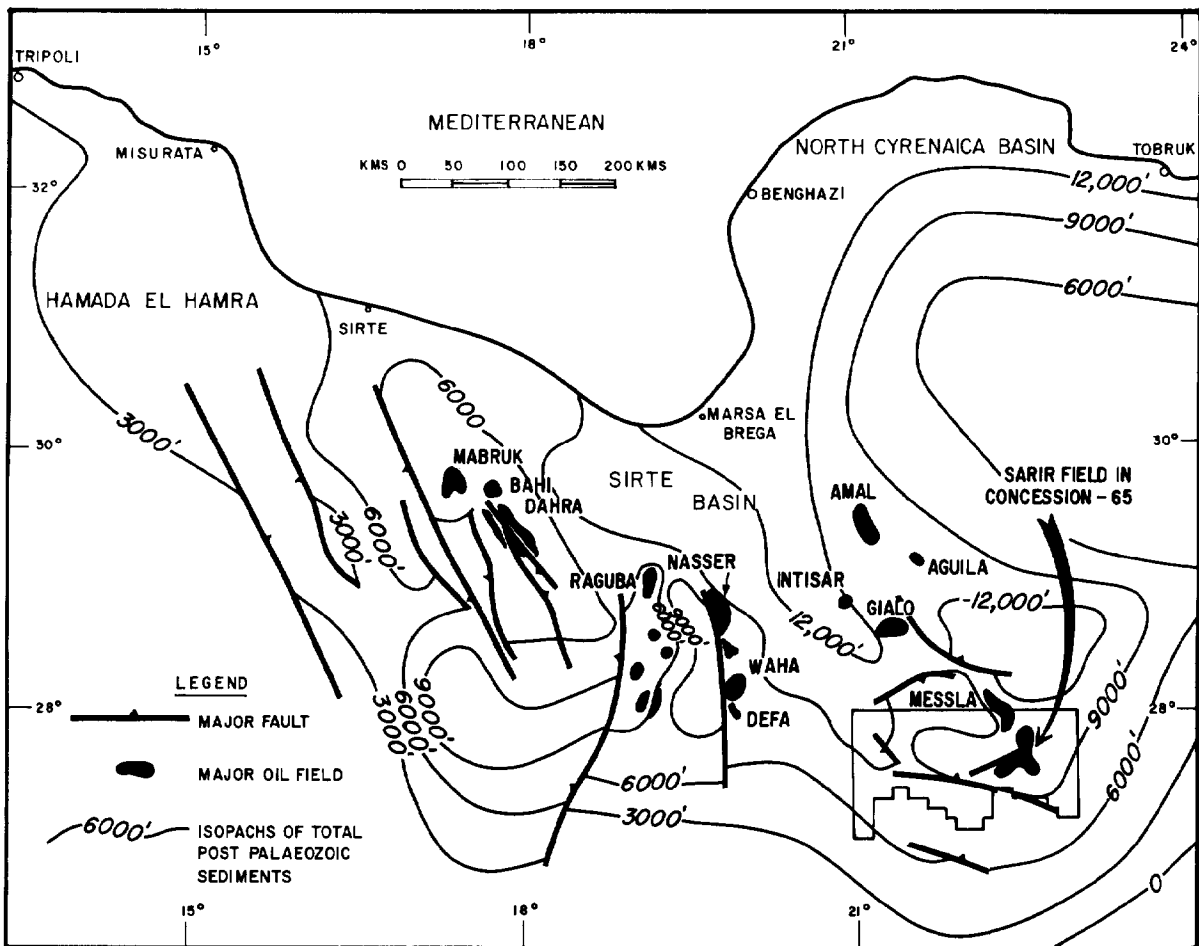 15°
18°
21°
24°
TRIPOLI
MEDITERRANEAN
KMS 0 50 100 150 200 KMS
MISURATA
NORTH CYRENAICA BASIN
TOBRUK
32°
BENGHAZI
12,000'
9000'
6000'
HAMADA EL HAMRA
SIRTE
6000
3000'
MARSA EL
BREGA
30°
30°
MABRUK
BAHI
DAHRA
SIRTE
BASIN
SARIR FIELD IN
CONCESSION-65
AMAL
AGUILA
3000'
6000'
RAGUBA
NASSER
INTISAR
GIALO
-12,000'
12,000'
9000'
WAHA
DEFA
MESSLA
28°
28°
9000'
6000'
3000'
9000'
6000'
6000'
3000'
0
LEGEND
MAJOR FAULT
MAJOR OIL FIELD
6000' ISOPACHS OF TOTAL
POST PALAEOZOIC
SEDIMENTS
15°
18°
21°